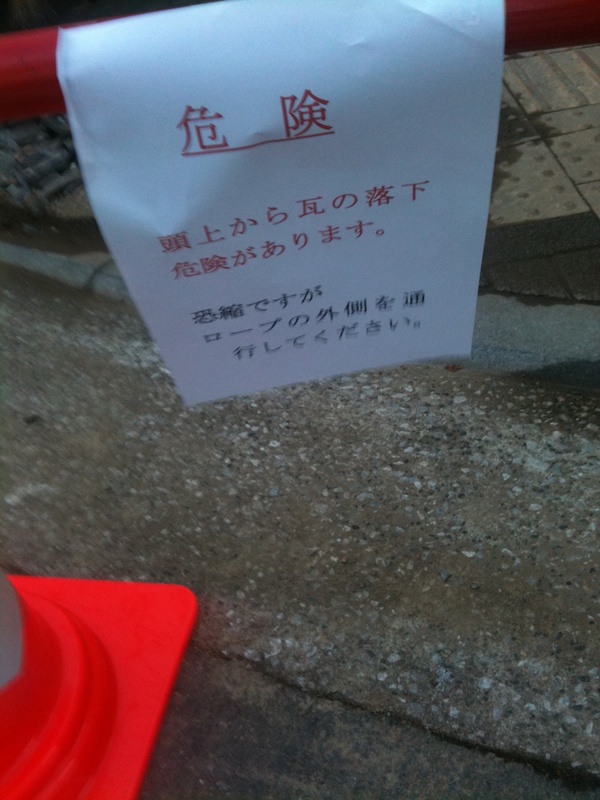 危　険
頭上から瓦の落下
危険があります。
恐縮ですが
ロープの外側を通
行してください。